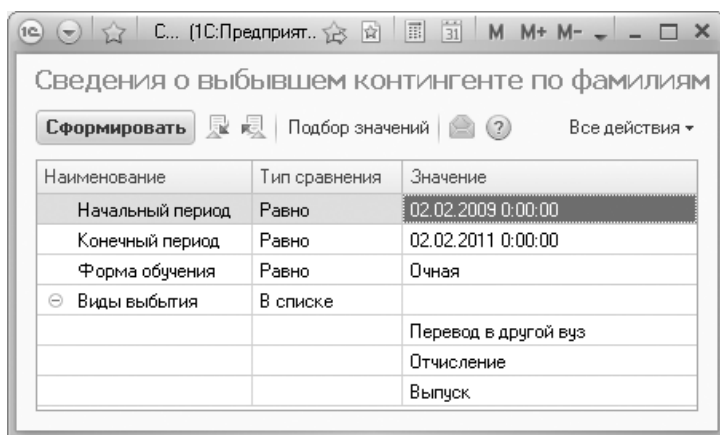 1С С... (1С:Предприят.. 31 M M+ M-
Сведения о выбывшем контингенте по фамилиям
Сформировать Подбор значений ? Все действия
Наименование Тип сравнения Значение
Начальный период Равно 02.02.2009 0:00:00
Конечный период Равно 02.02.2011 0:00:00
Форма обучения Равно Очная
Виды выбытия В списке
Перевод в другой вуз
Отчисление
Выпуск